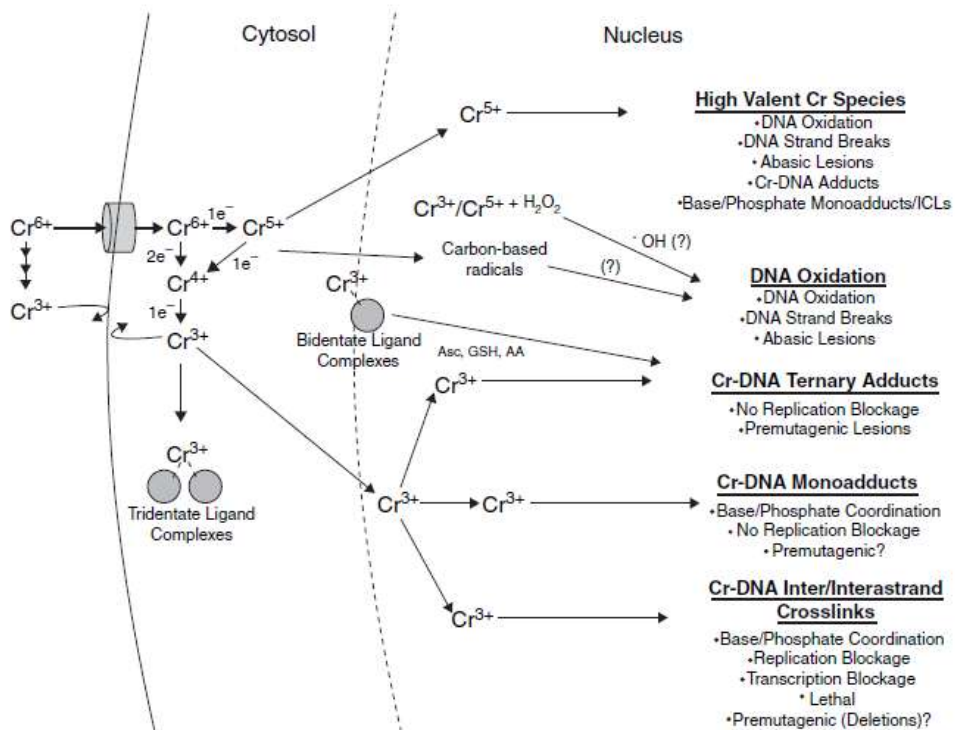 Cytosol
Nucleus
Cr6+
Cr3+
Cr6+
1e−
Cr5+
2e−
1e−
Cr4+
1e−
Cr3+
Cr3+
Tridentate Ligand
Complexes
Cr3+
Bidentate Ligand
Complexes
Cr5+
Cr3+/Cr5+ + H2O2
· OH (?)
Carbon-based
radicals
(?)
Asc, GSH, AA
Cr3+
Cr3+
Cr3+
Cr3+
High Valent Cr Species
•DNA Oxidation
•DNA Strand Breaks
•Abasic Lesions
•Cr-DNA Adducts
•Base/Phosphate Monoadducts/ICLs
DNA Oxidation
•DNA Oxidation
•DNA Strand Breaks
•Abasic Lesions
Cr-DNA Ternary Adducts
•No Replication Blockage
•Premutagenic Lesions
Cr-DNA Monoadducts
•Base/Phosphate Coordination
•No Replication Blockage
•Premutagenic?
Cr-DNA Inter/Interastrand
Crosslinks
•Base/Phosphate Coordination
•Replication Blockage
•Transcription Blockage
•Lethal
•Premutagenic (Deletions)?